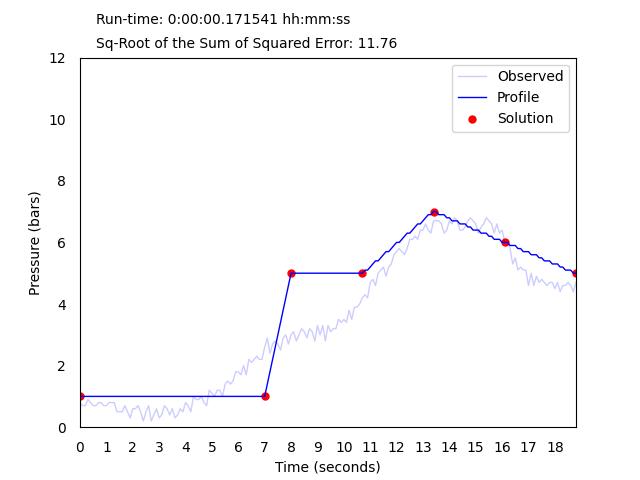 Run-time: 0:00:00.171541 hh:mm:ss
Sq-Root of the Sum of Squared Error: 11.76
12
10
8
6
4
2
0
Pressure (bars)
Observed
Profile
Solution
0 1 2 3 4 5 6 7 8 9 10 11 12 13 14 15 16 17 18
Time (seconds)